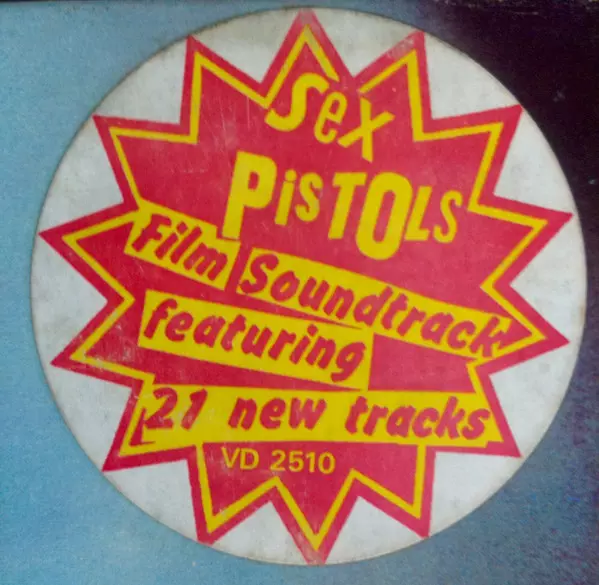 Sex
PiSTOLS
Film Soundtrack
featuring
21 new tracks
VD 2510